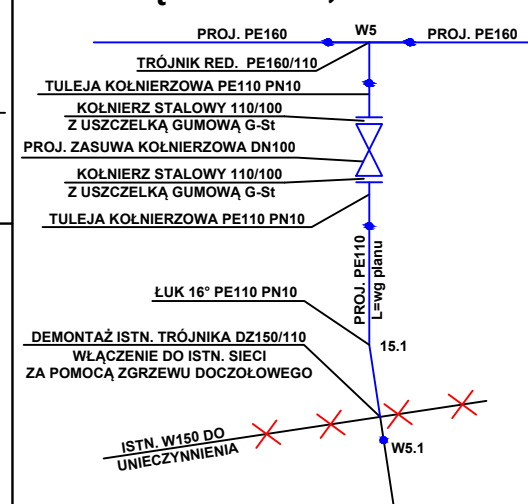 PROJ. PE160
W5
PROJ. PE160
TRÓJNIK RED. PE160/110
TULEJA KOŁNIERZOWA PE110 PN10
KOŁNIERZ STALOWY 110/100
Z USZCZELKĄ GUMOWĄ G-St
PROJ. ZASUWA KOŁNIERZOWA DN100
KOŁNIERZ STALOWY 110/100
Z USZCZELKĄ GUMOWĄ G-St
TULEJA KOŁNIERZOWA PE110 PN10
PROJ. PE110
L=wg planu
ŁUK 16° PE110 PN10
15.1
DEMONTAŻ ISTN. TRÓJNIKA DZ150/110
WŁĄCZENIE DO ISTN. SIECI
ZA POMOCĄ ZGRZEWU DOCZOŁOWEGO
ISTN. W150 DO
UNIECZYNNIENIA
W5.1